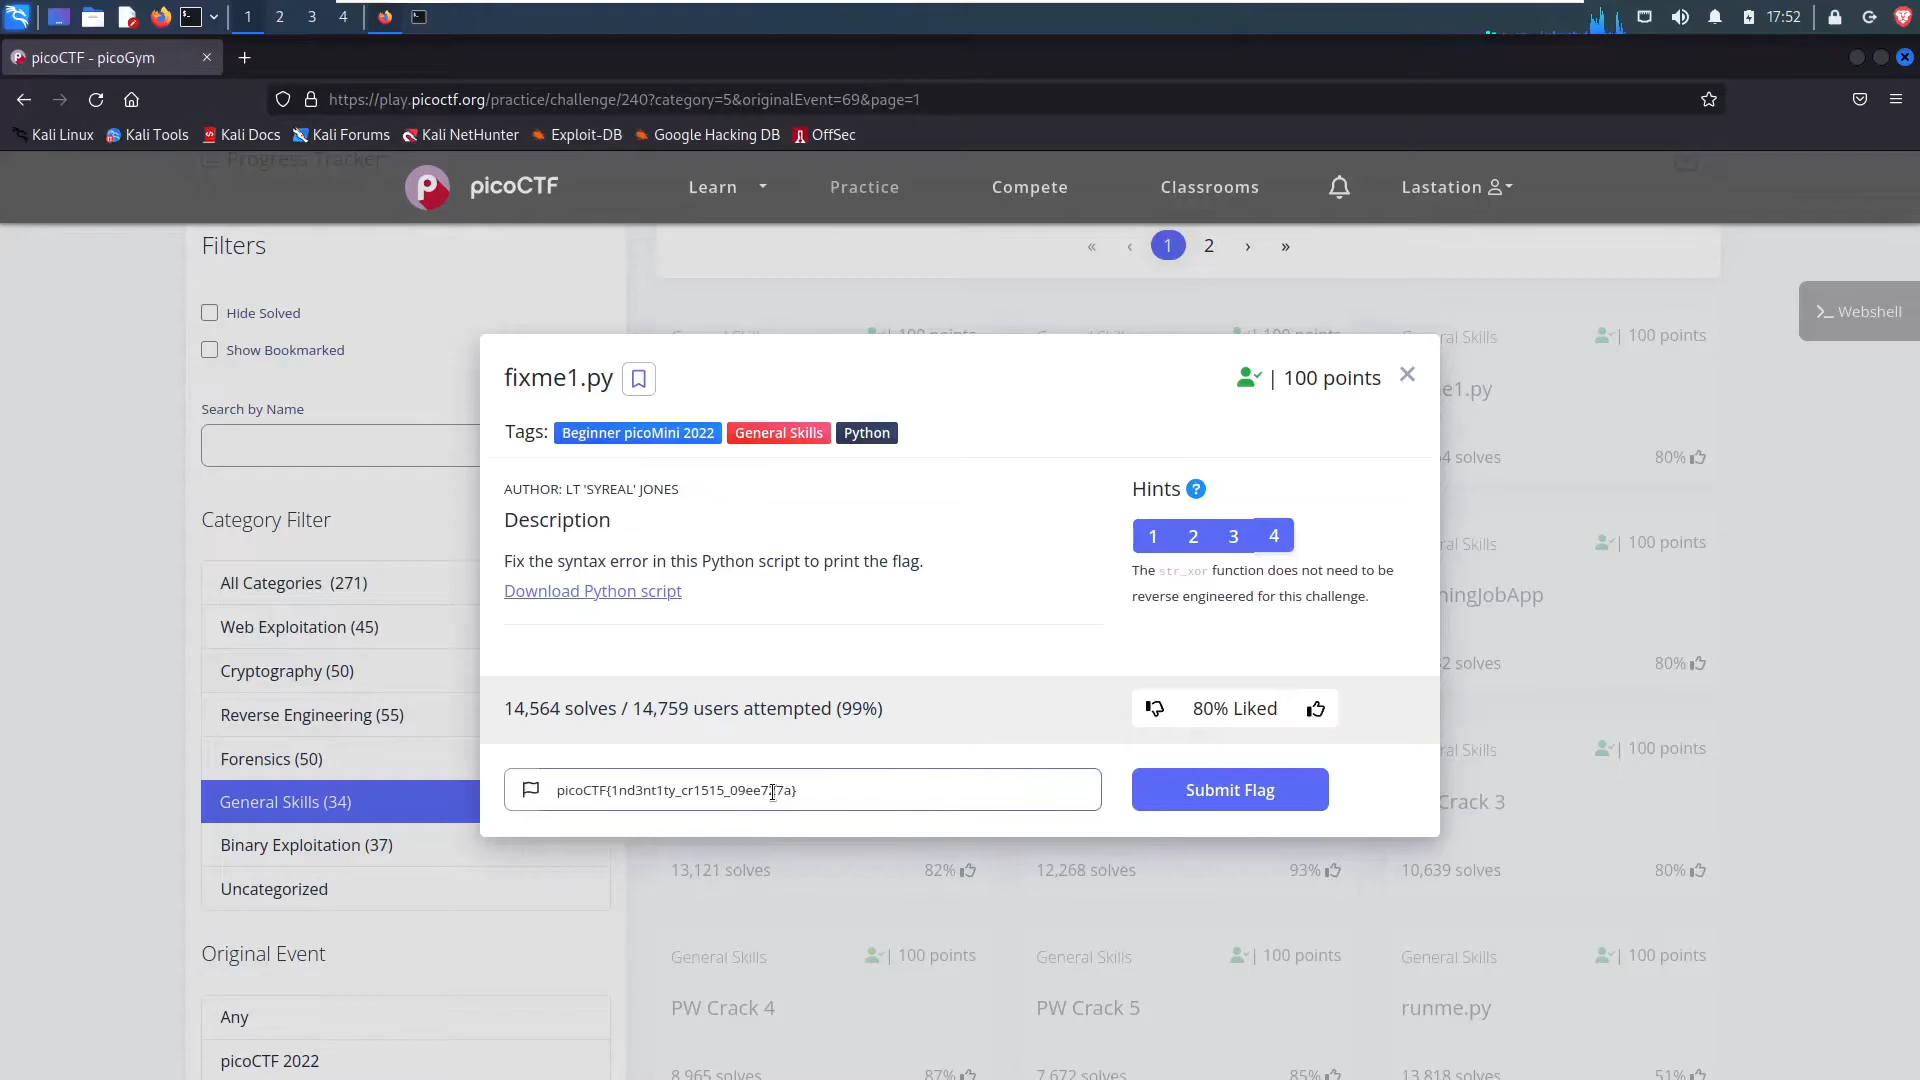 1 2 3 4
17:52
picoCTF - picoGym
https://play.picoctf.org/practice/challenge/240?category=5&originalEvent=69&page=1
Kali Linux Kali Tools Kali Docs Kali Forums Kali NetHunter Exploit-DB Google Hacking DB OffSec
Progress Tracker
picoCTF Learn Practice Compete Classrooms Lastation
Filters
« ‹ 1 2 › »
Hide Solved
Show Bookmarked
Webshell
| 100 points
Search by Name
fixme1.py | 100 points
Tags: Beginner picoMini 2022 General Skills Python
4 solves 80%
AUTHOR: LT 'SYREAL' JONES
Hints ?
Description
1 2 3 4
Category Filter
Fix the syntax error in this Python script to print the flag.
Download Python script
The str_xor function does not need to be
reverse engineered for this challenge.
| 100 points
All Categories (271)
Web Exploitation (45)
Cryptography (50)
Reverse Engineering (55)
Forensics (50)
General Skills (34)
Binary Exploitation (37)
Uncategorized
2 solves 80%
14,564 solves / 14,759 users attempted (99%)
80% Liked
| 100 points
Submit Flag
Crack 3
13,121 solves 82%
12,268 solves 93%
10,639 solves 80%
Original Event
Any
picoCTF 2022
General Skills | 100 points
General Skills | 100 points
General Skills | 100 points
PW Crack 4
PW Crack 5
runme.py
8,965 solves 87%
7,672 solves 85%
13,818 solves 51%